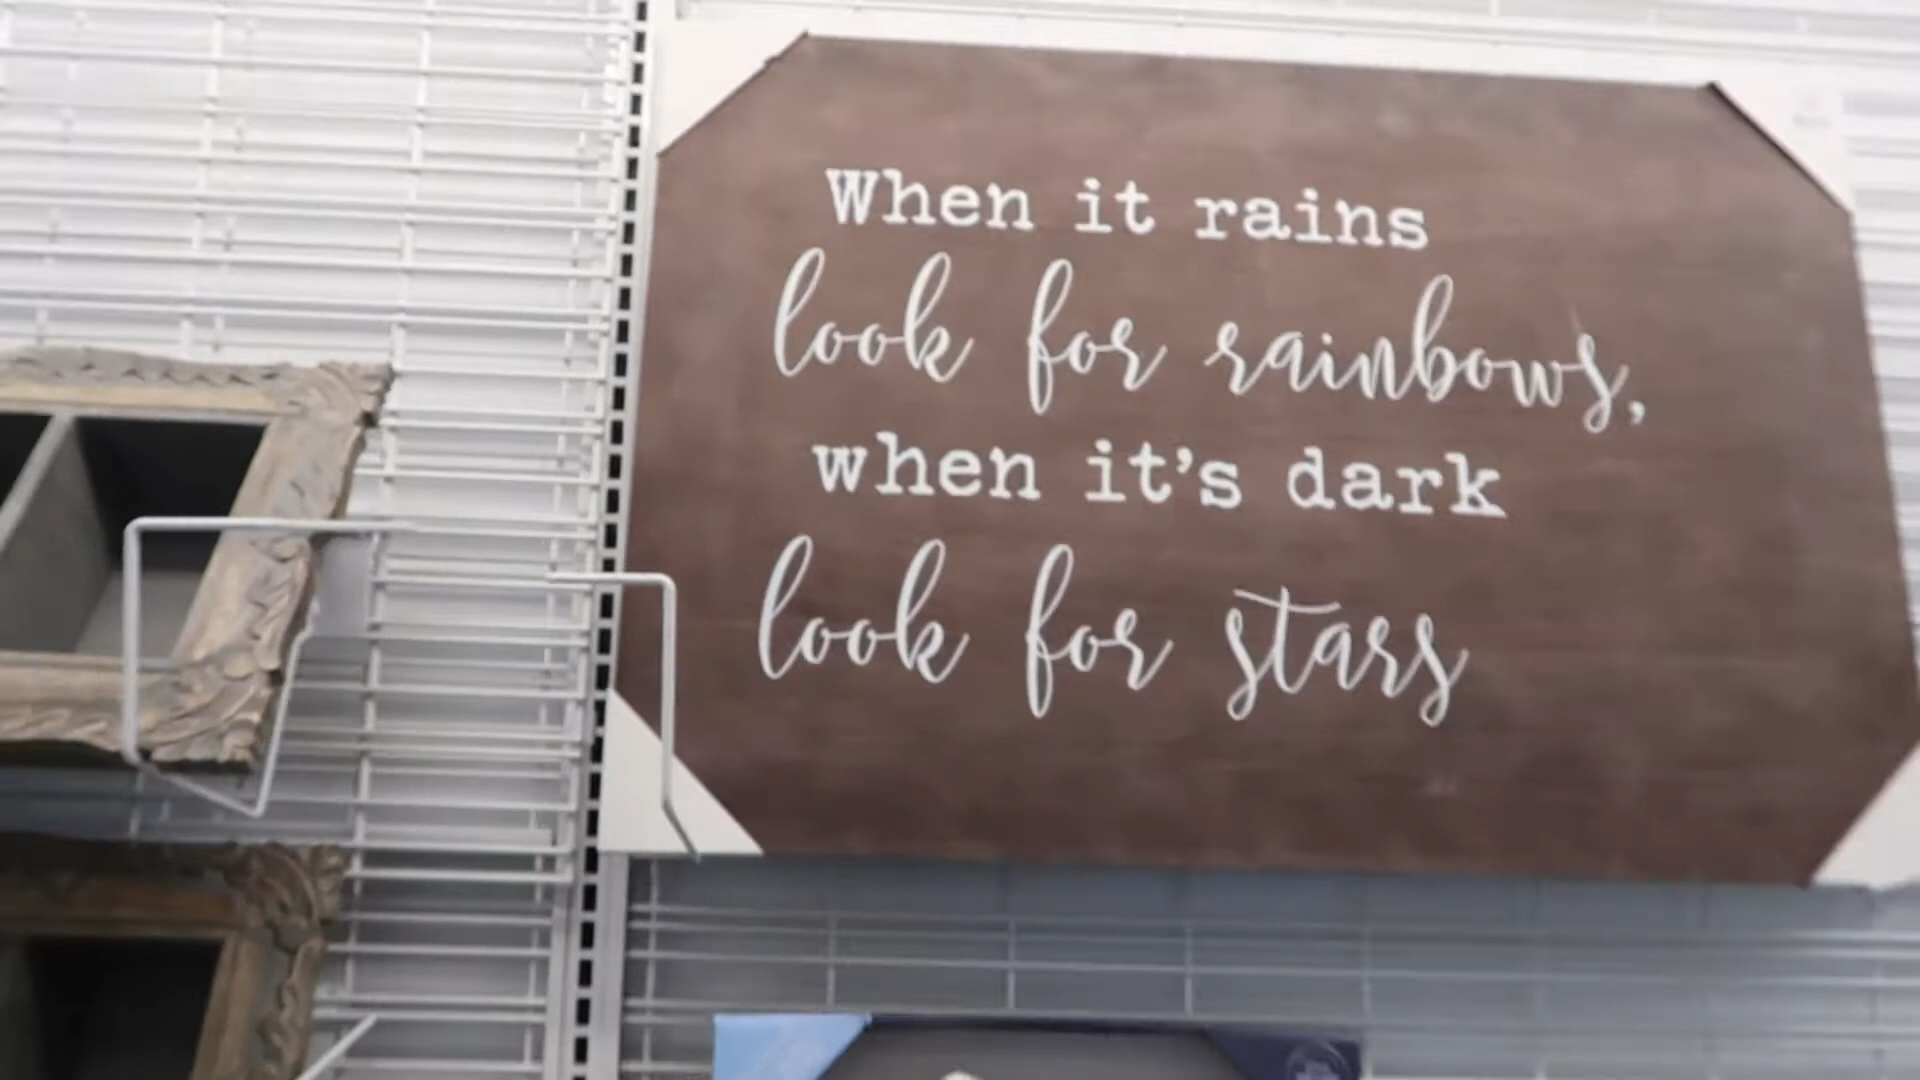 When it rains
look for rainbows,
when it's dark
look for stars